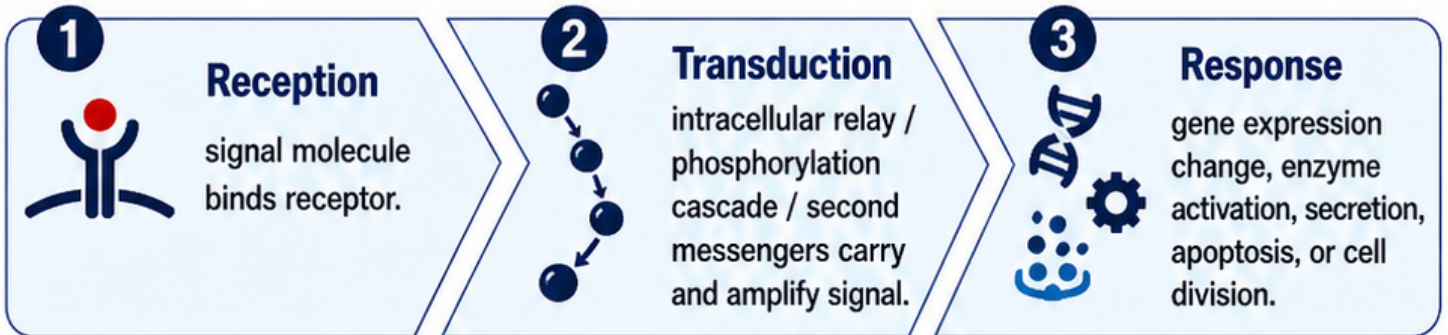 1
Reception
signal molecule
binds receptor.
2
Transduction
intracellular relay /
phosphorylation
cascade / second
messengers carry
and amplify signal.
3
Response
gene expression
change, enzyme
activation, secretion,
apoptosis, or cell
division.